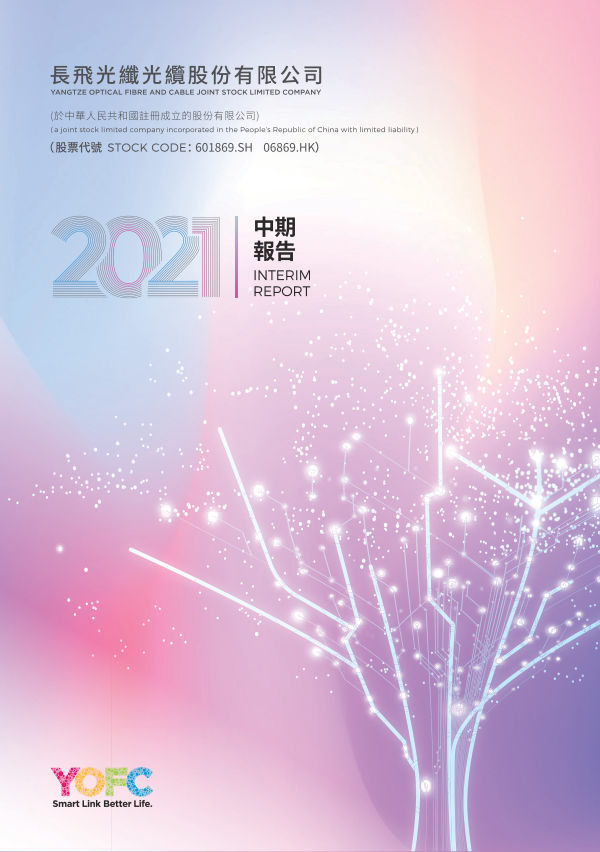 長飛光纖光纜股份有限公司
YANGTZE OPTICAL FIBRE AND CABLE JOINT STOCK LIMITED COMPANY
(於中華人民共和國註冊成立的股份有限公司)
(a joint stock limited company incorporated in the People's Republic of China with limited liability)
(股票代號 STOCK CODE: 601869.SH 06869.HK)
2021
中期
報告
INTERIM
REPORT
YOFC
Smart Link Better Life.